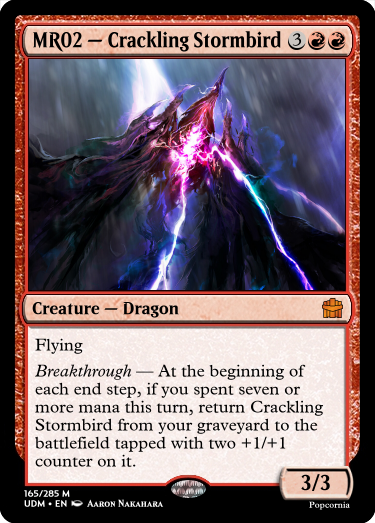 MR02 — Crackling Stormbird 3
Creature — Dragon
Flying
Breakthrough — At the beginning of
each end step, if you spent seven or
more mana this turn, return Crackling
Stormbird from your graveyard to the
battlefield tapped with two +1/+1
counter on it.
3/3
165/285 M
UDM • EN Aaron Nakahara
Popcornia